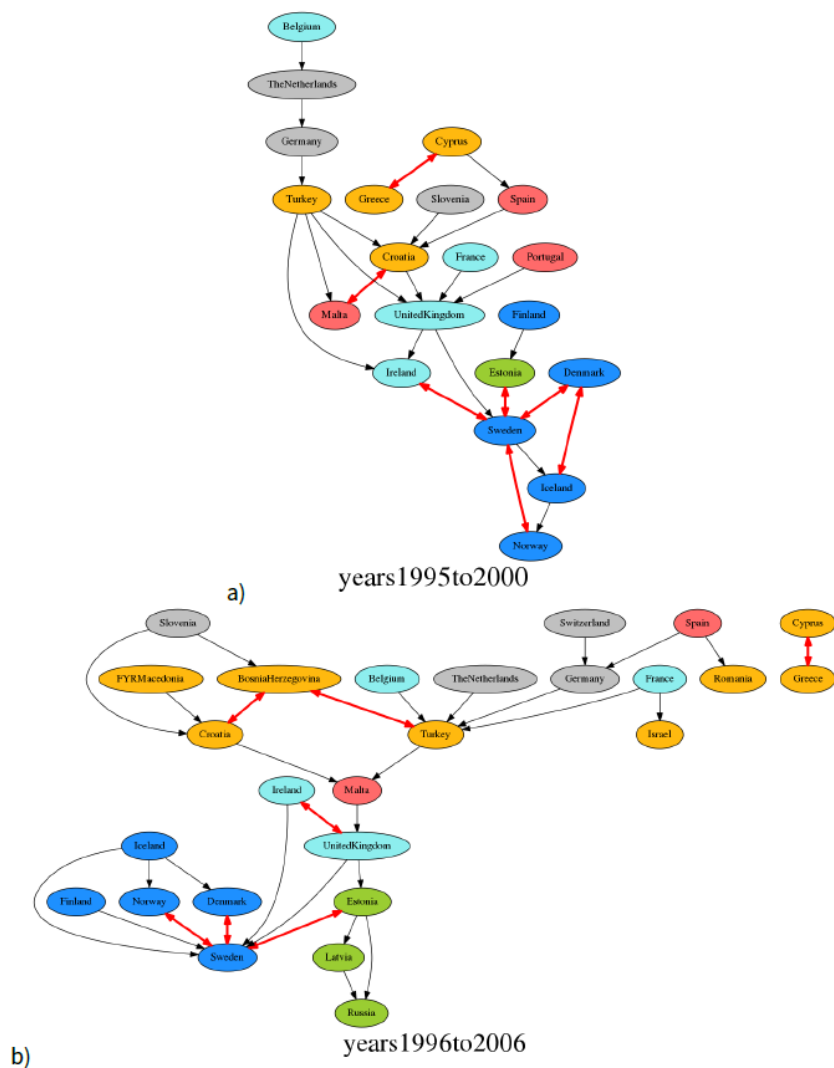 Belgium
TheNetherlands
Germany
Cyprus
Turkey
Greece
Slovenia
Spain
Croatia
France
Portugal
Malta
UnitedKingdom
Finland
Ireland
Estonia
Denmark
Sweden
Iceland
Norway
years1995to2000
a)
Slovenia
Switzerland
Spain
Cyprus
FYRMacedonia
BosniaHerzegovina
Belgium
TheNetherlands
Germany
France
Romania
Greece
Croatia
Turkey
Israel
Ireland
Malta
Iceland
UnitedKingdom
Finland
Norway
Denmark
Estonia
Sweden
Latvia
Russia
years1996to2006
b)